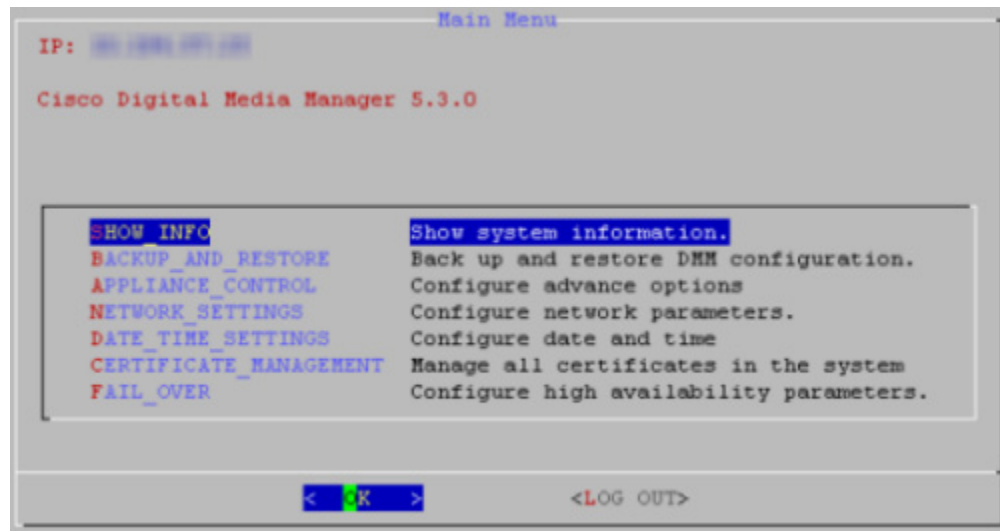 Main Menu
IP:
Cisco Digital Media Manager 5.3.0
SHOW_INFO Show system information.
BACKUP_AND_RESTORE Back up and restore DMM configuration.
APPLIANCE_CONTROL Configure advance options
NETWORK_SETTINGS Configure network parameters.
DATE_TIME_SETTINGS Configure date and time
CERTIFICATE_MANAGEMENT Manage all certificates in the system
FAIL_OVER Configure high availability parameters.
< OK > <LOG OUT>